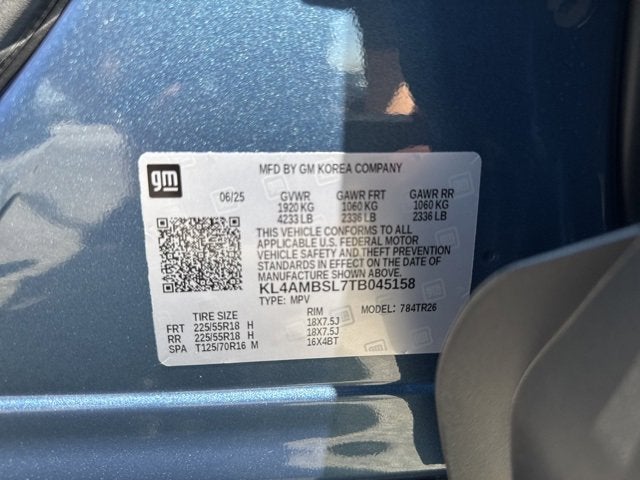 gm
MFD BY GM KOREA COMPANY
06/25 GVWR GAWR FRT GAWR RR
1920 KG 1060 KG 1060 KG
4233 LB 2336 LB 2336 LB
THIS VEHICLE CONFORMS TO ALL
APPLICABLE U.S. FEDERAL MOTOR
VEHICLE SAFETY AND THEFT PREVENTION
STANDARDS IN EFFECT ON THE DATE OF
MANUFACTURE SHOWN ABOVE.
KL4AMBSL7TB045158
TYPE: MPV MODEL: 784TR26
TIRE SIZE RIM
FRT 225/55R18 H 18X7.5J
RR 225/55R18 H 18X7.5J
SPA T125/70R16 M 16X4BT